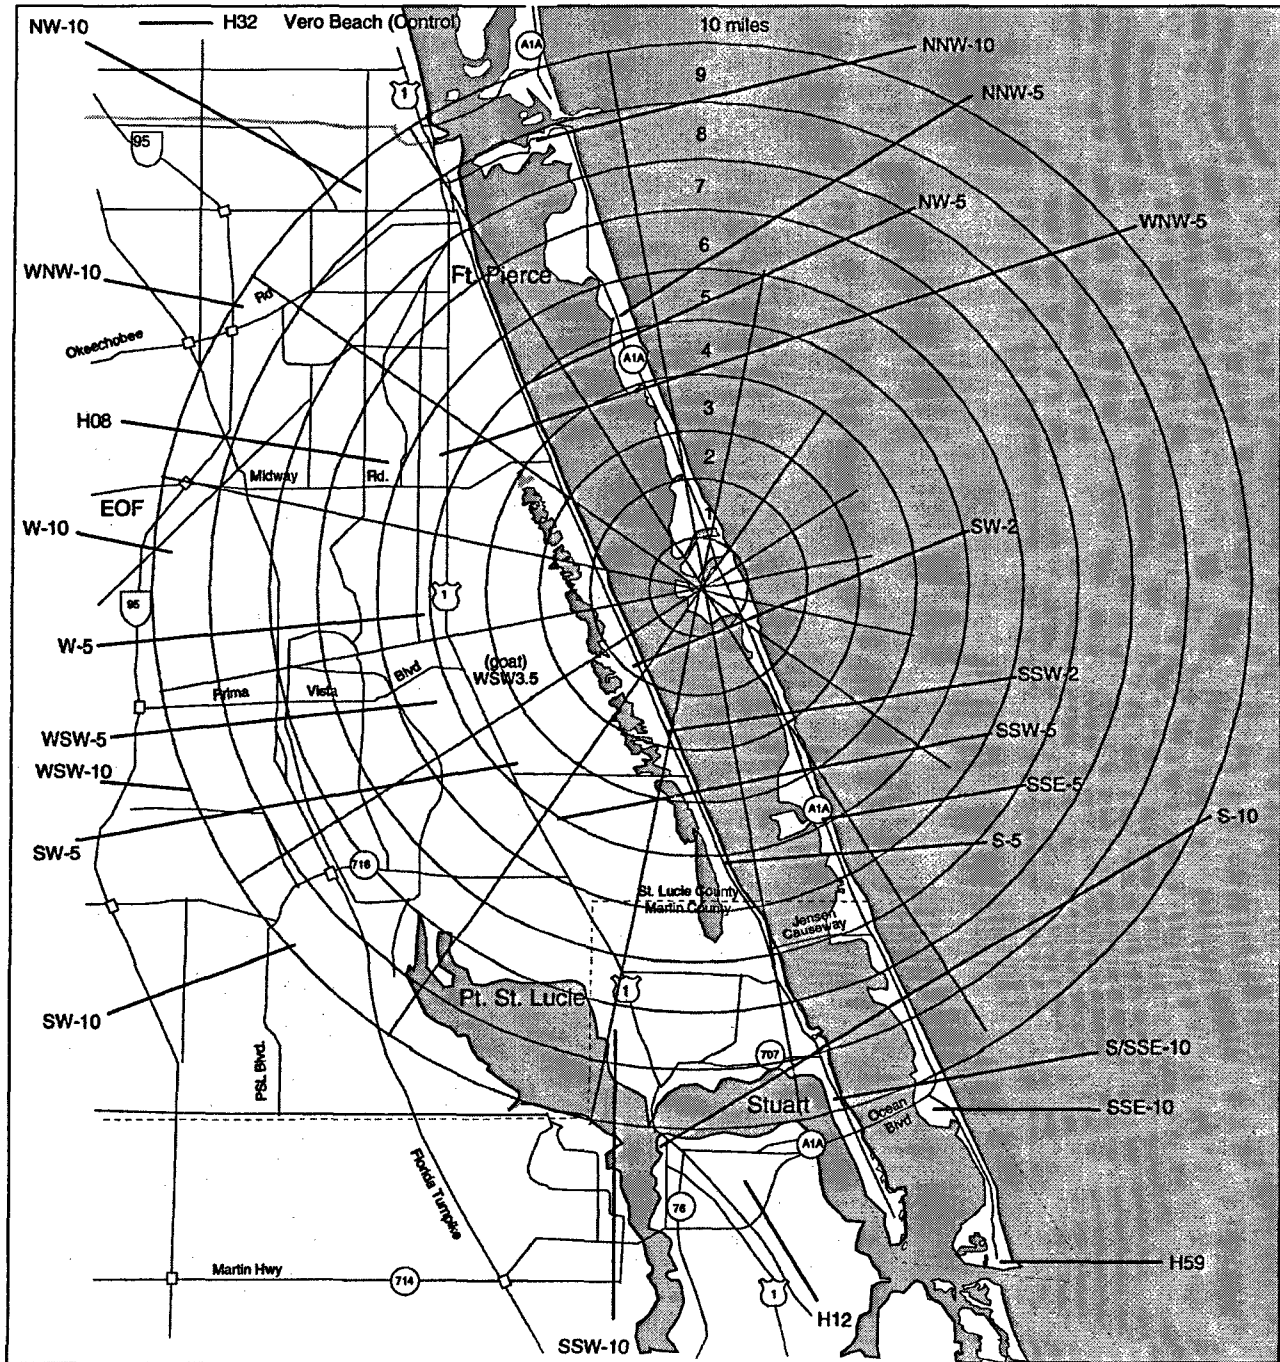 H32 Vero Beach (Control)
10 miles
NW-10
A1A
NNW-10
9
1
NNW-5
8
95
7
NW-5
WNW-5
6
WNW-10
Ft. Pierce
Rd
5
Okeechobee
A1A
4
3
H08
2
Midway Rd.
EOF
1
W-10
SW-2
95
1
W-5
(goat)
WSW3.5
Blvd
SSW-2
Prima Vista
SSW-5
WSW-5
WSW-10
SSE-5
A1A
S-10
SW-5
S-5
716
St. Lucie County
Martin County
Jensen
Causeway
1
Pt. St. Lucie
SW-10
S/SSE-10
707
PSL Blvd.
Stuart
Ocean
Blvd
SSE-10
A1A
Florida Turnpike
76
H59
Martin Hwy
714
1
H12
SSW-10